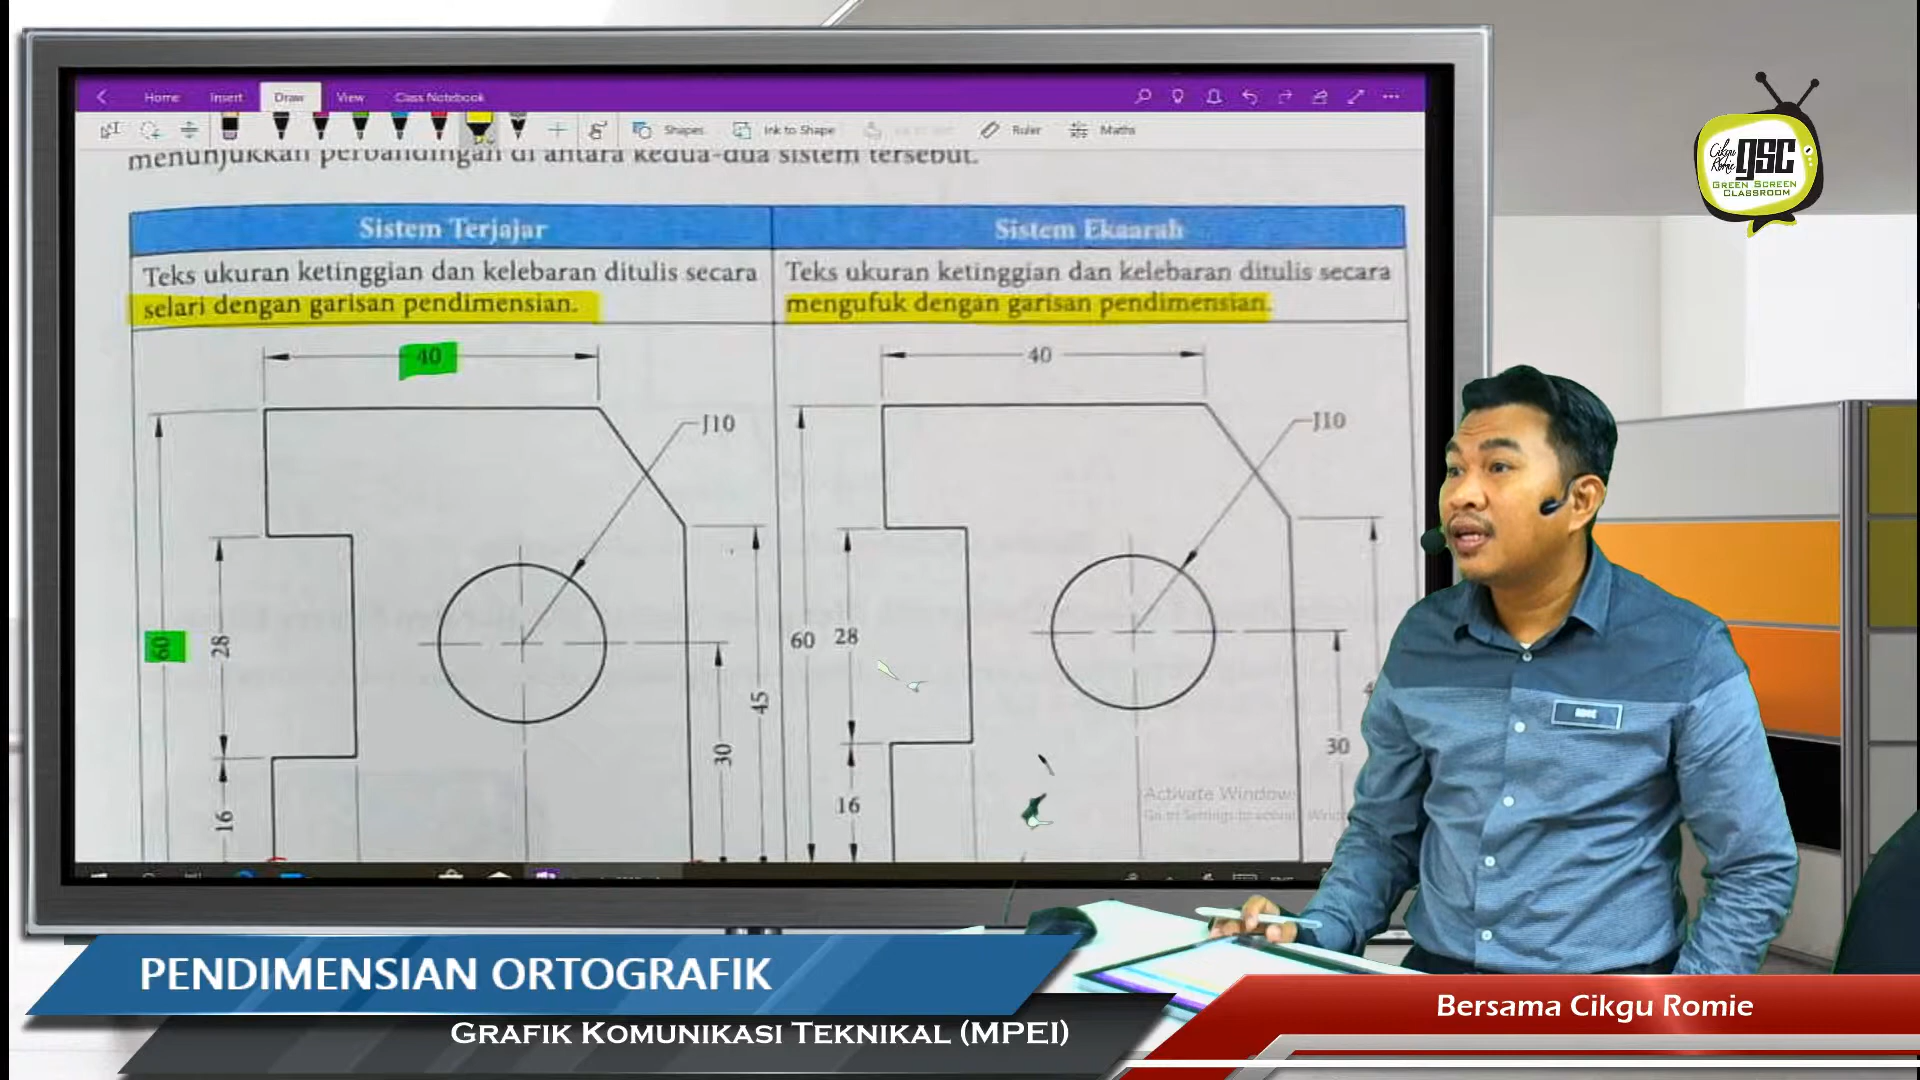 Home Insert Draw View Class Notebook
Shapes Ink to Shape Ruler Maths
menunjukkan perbandingan di antara kedua-dua sistem tersebut.
Sistem Terjajar
Teks ukuran ketinggian dan kelebaran ditulis secara
selari dengan garisan pendimensian.
40
J10
60
28
45
30
16
Sistem Ekaarah
Teks ukuran ketinggian dan kelebaran ditulis secara
mengufuk dengan garisan pendimensian.
40
J10
60 28
30
16
Activate Windows
Cikgu Romie GSC
GREEN SCREEN
CLASSROOM
PENDIMENSIAN ORTOGRAFIK
GRAFIK KOMUNIKASI TEKNIKAL (MPEI)
Bersama Cikgu Romie